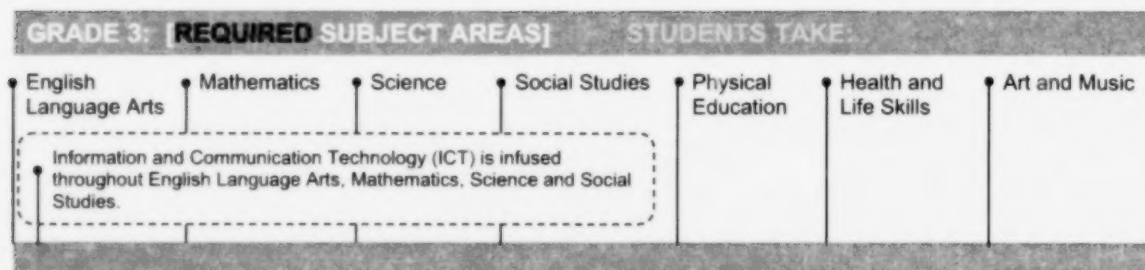 GRADE 3: [REQUIRED SUBJECT AREAS] STUDENTS TAKE:
English Language Arts
Mathematics
Science
Social Studies
Physical Education
Health and Life Skills
Art and Music
Information and Communication Technology (ICT) is infused
throughout English Language Arts, Mathematics, Science and Social
Studies.